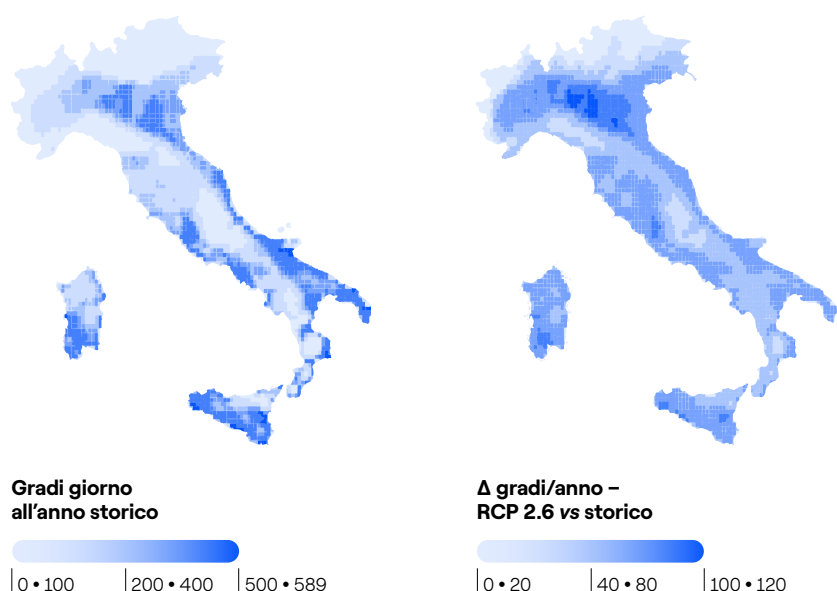 Gradi giorno
all’anno storico
0 • 100
200 • 400
500 • 589
Δ gradi/anno –
RCP 2.6 vs storico
0 • 20
40 • 80
100 • 120